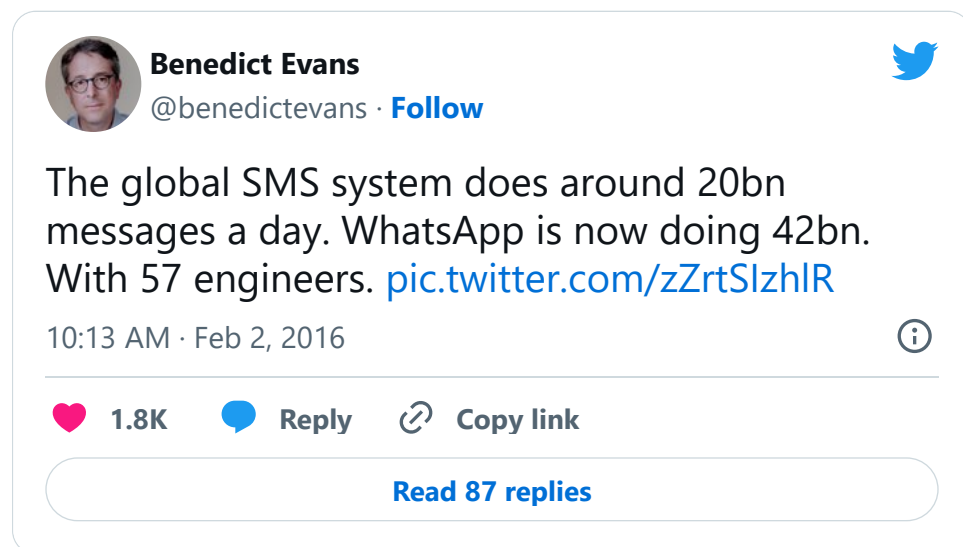 Benedict Evans
@benedictevans · Follow
The global SMS system does around 20bn
messages a day. WhatsApp is now doing 42bn.
With 57 engineers. pic.twitter.com/zZrtSIzhlR
10:13 AM · Feb 2, 2016
1.8K Reply Copy link
Read 87 replies